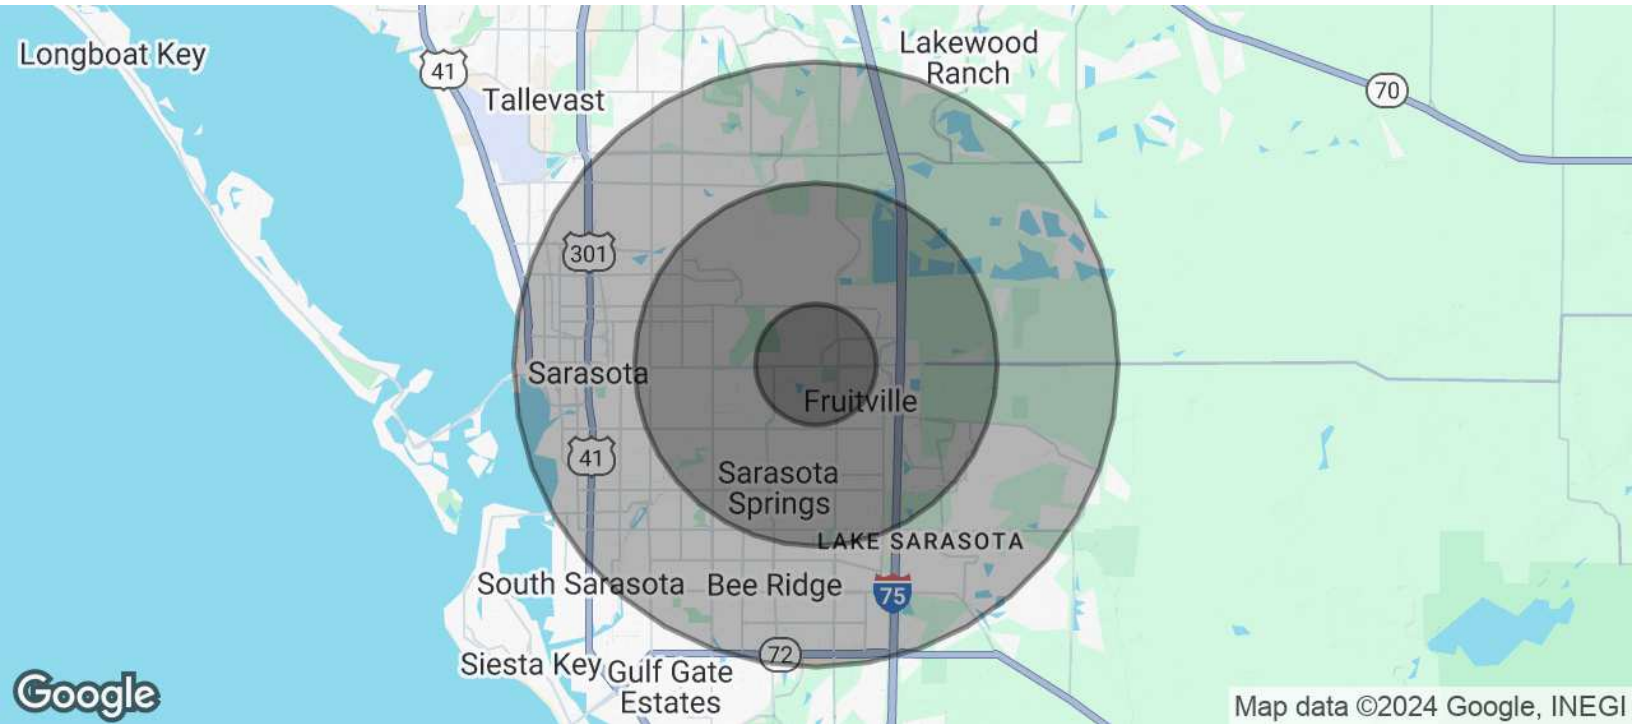 Longboat Key
Lakewood
Ranch
41
70
Tallevast
301
Sarasota
Fruitville
41
Sarasota
Springs
LAKE SARASOTA
South Sarasota
Bee Ridge
75
72
Siesta Key
Gulf Gate
Estates
Google
Map data ©2024 Google, INEGI